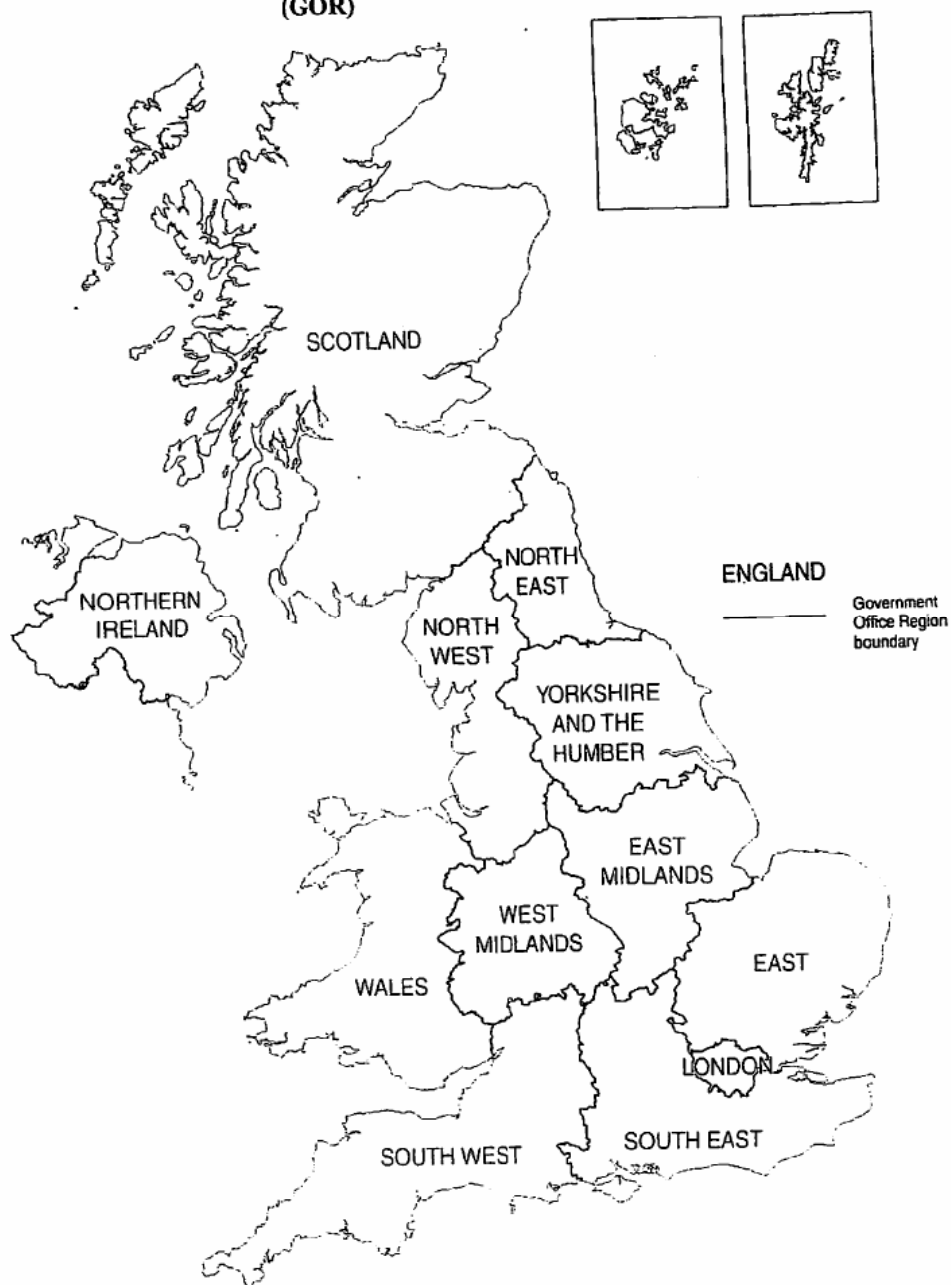 (GOR)
SCOTLAND
NORTHERN
IRELAND
NORTH
EAST
NORTH
WEST
ENGLAND
Government
Office Region
boundary
YORKSHIRE
AND THE
HUMBER
EAST
MIDLANDS
WEST
MIDLANDS
WALES
EAST
LONDON
SOUTH WEST
SOUTH EAST